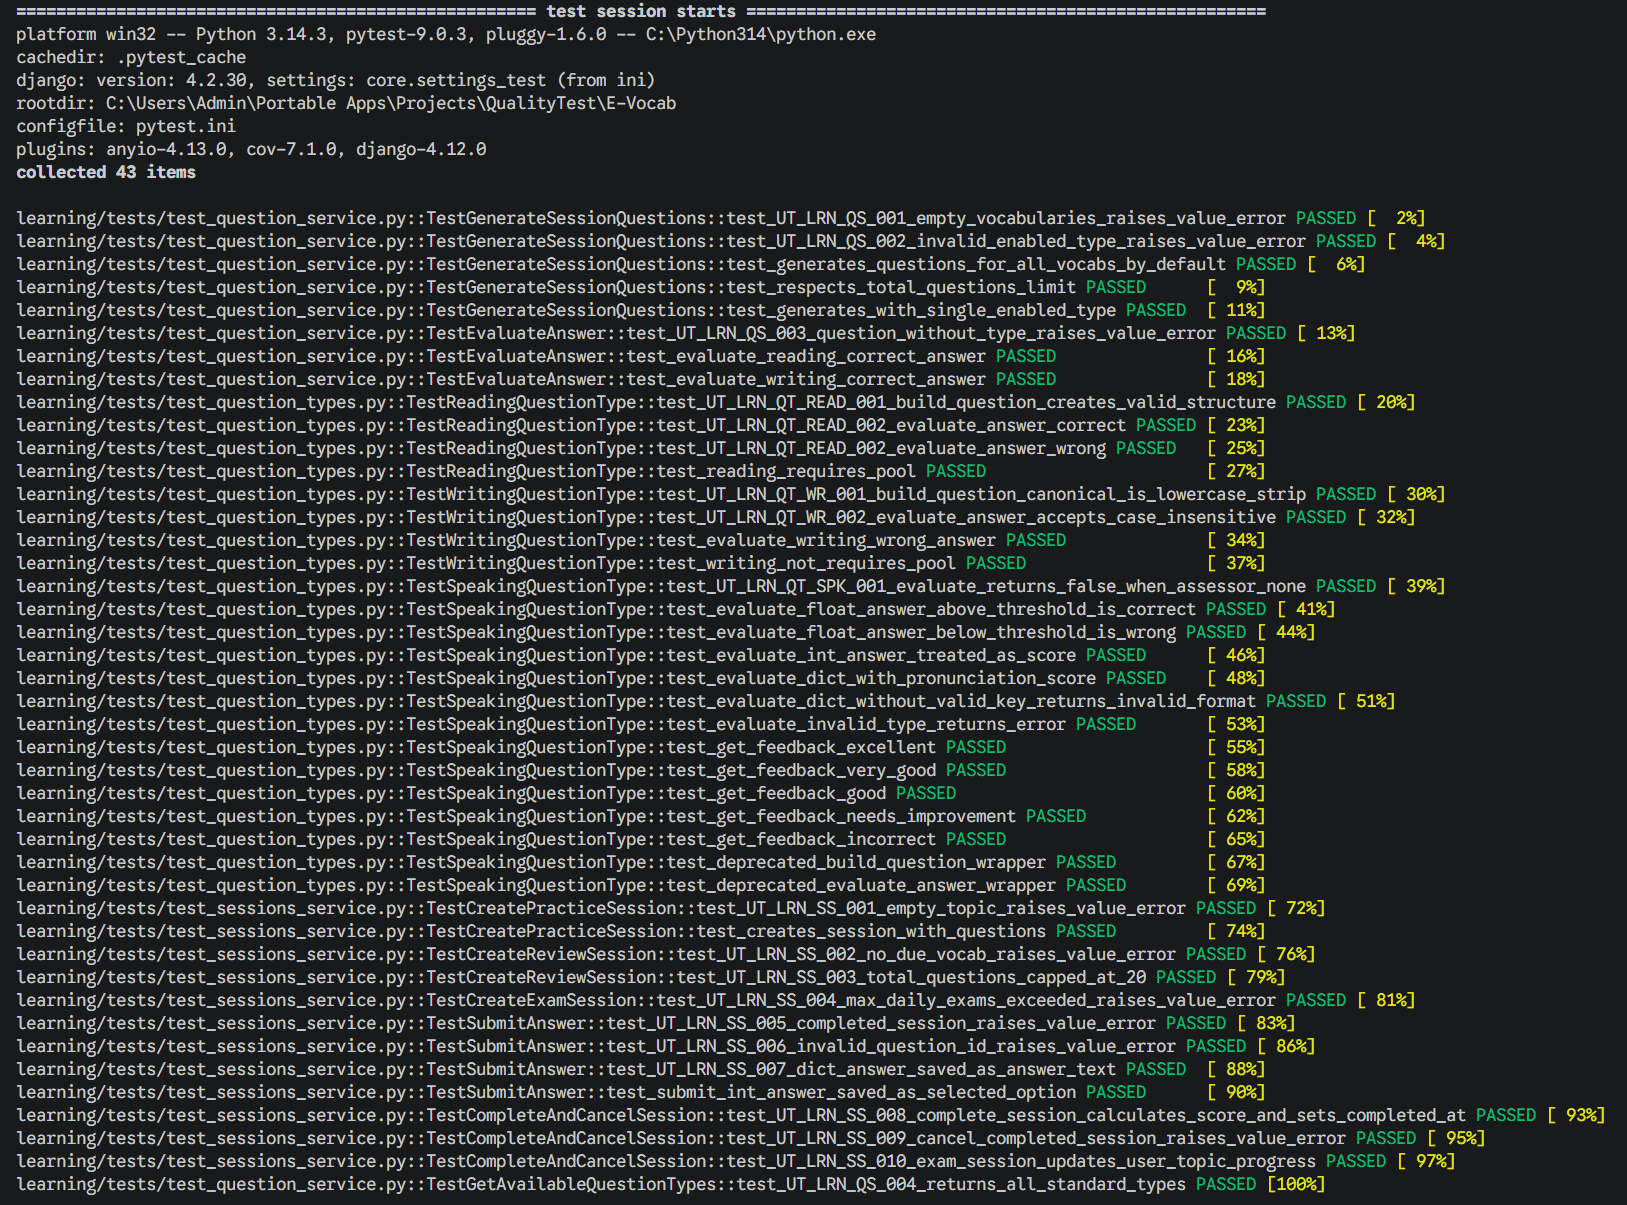 ==================================================== test session starts ====================================================
platform win32 -- Python 3.14.3, pytest-9.0.3, pluggy-1.6.0 -- C:\Python314\python.exe
cachedir: .pytest_cache
django: version: 4.2.30, settings: core.settings_test (from ini)
rootdir: C:\Users\Admin\Portable Apps\Projects\QualityTest\E-Vocab
configfile: pytest.ini
plugins: anyio-4.13.0, cov-7.1.0, django-4.12.0
collected 43 items
learning/tests/test_question_service.py::TestGenerateSessionQuestions::test_UT_LRN_QS_001_empty_vocabularies_raises_value_error PASSED [  2%]
learning/tests/test_question_service.py::TestGenerateSessionQuestions::test_UT_LRN_QS_002_invalid_enabled_type_raises_value_error PASSED [  4%]
learning/tests/test_question_service.py::TestGenerateSessionQuestions::test_generates_questions_for_all_vocabs_by_default PASSED [  6%]
learning/tests/test_question_service.py::TestGenerateSessionQuestions::test_respects_total_questions_limit PASSED      [  9%]
learning/tests/test_question_service.py::TestGenerateSessionQuestions::test_generates_with_single_enabled_type PASSED  [ 11%]
learning/tests/test_question_service.py::TestEvaluateAnswer::test_UT_LRN_QS_003_question_without_type_raises_value_error PASSED [ 13%]
learning/tests/test_question_service.py::TestEvaluateAnswer::test_evaluate_reading_correct_answer PASSED               [ 16%]
learning/tests/test_question_service.py::TestEvaluateAnswer::test_evaluate_writing_correct_answer PASSED               [ 18%]
learning/tests/test_question_types.py::TestReadingQuestionType::test_UT_LRN_QT_READ_001_build_question_creates_valid_structure PASSED [ 20%]
learning/tests/test_question_types.py::TestReadingQuestionType::test_UT_LRN_QT_READ_002_evaluate_answer_correct PASSED [ 23%]
learning/tests/test_question_types.py::TestReadingQuestionType::test_UT_LRN_QT_READ_002_evaluate_answer_wrong PASSED   [ 25%]
learning/tests/test_question_types.py::TestReadingQuestionType::test_reading_requires_pool PASSED                      [ 27%]
learning/tests/test_question_types.py::TestWritingQuestionType::test_UT_LRN_QT_WR_001_build_question_canonical_is_lowercase_strip PASSED [ 30%]
learning/tests/test_question_types.py::TestWritingQuestionType::test_UT_LRN_QT_WR_002_evaluate_answer_accepts_case_insensitive PASSED [ 32%]
learning/tests/test_question_types.py::TestWritingQuestionType::test_evaluate_writing_wrong_answer PASSED              [ 34%]
learning/tests/test_question_types.py::TestWritingQuestionType::test_writing_not_requires_pool PASSED                  [ 37%]
learning/tests/test_question_types.py::TestSpeakingQuestionType::test_UT_LRN_QT_SPK_001_evaluate_returns_false_when_assessor_none PASSED [ 39%]
learning/tests/test_question_types.py::TestSpeakingQuestionType::test_evaluate_float_answer_above_threshold_is_correct PASSED [ 41%]
learning/tests/test_question_types.py::TestSpeakingQuestionType::test_evaluate_float_answer_below_threshold_is_wrong PASSED [ 44%]
learning/tests/test_question_types.py::TestSpeakingQuestionType::test_evaluate_int_answer_treated_as_score PASSED      [ 46%]
learning/tests/test_question_types.py::TestSpeakingQuestionType::test_evaluate_dict_with_pronunciation_score PASSED    [ 48%]
learning/tests/test_question_types.py::TestSpeakingQuestionType::test_evaluate_dict_without_valid_key_returns_invalid_format PASSED [ 51%]
learning/tests/test_question_types.py::TestSpeakingQuestionType::test_evaluate_invalid_type_returns_error PASSED       [ 53%]
learning/tests/test_question_types.py::TestSpeakingQuestionType::test_get_feedback_excellent PASSED                    [ 55%]
learning/tests/test_question_types.py::TestSpeakingQuestionType::test_get_feedback_very_good PASSED                    [ 58%]
learning/tests/test_question_types.py::TestSpeakingQuestionType::test_get_feedback_good PASSED                         [ 60%]
learning/tests/test_question_types.py::TestSpeakingQuestionType::test_get_feedback_needs_improvement PASSED            [ 62%]
learning/tests/test_question_types.py::TestSpeakingQuestionType::test_get_feedback_incorrect PASSED                    [ 65%]
learning/tests/test_question_types.py::TestSpeakingQuestionType::test_deprecated_build_question_wrapper PASSED         [ 67%]
learning/tests/test_question_types.py::TestSpeakingQuestionType::test_deprecated_evaluate_answer_wrapper PASSED        [ 69%]
learning/tests/test_sessions_service.py::TestCreatePracticeSession::test_UT_LRN_SS_001_empty_topic_raises_value_error PASSED [ 72%]
learning/tests/test_sessions_service.py::TestCreatePracticeSession::test_creates_session_with_questions PASSED         [ 74%]
learning/tests/test_sessions_service.py::TestCreateReviewSession::test_UT_LRN_SS_002_no_due_vocab_raises_value_error PASSED [ 76%]
learning/tests/test_sessions_service.py::TestCreateReviewSession::test_UT_LRN_SS_003_total_questions_capped_at_20 PASSED [ 79%]
learning/tests/test_sessions_service.py::TestCreateExamSession::test_UT_LRN_SS_004_max_daily_exams_exceeded_raises_value_error PASSED [ 81%]
learning/tests/test_sessions_service.py::TestSubmitAnswer::test_UT_LRN_SS_005_completed_session_raises_value_error PASSED [ 83%]
learning/tests/test_sessions_service.py::TestSubmitAnswer::test_UT_LRN_SS_006_invalid_question_id_raises_value_error PASSED [ 86%]
learning/tests/test_sessions_service.py::TestSubmitAnswer::test_UT_LRN_SS_007_dict_answer_saved_as_answer_text PASSED  [ 88%]
learning/tests/test_sessions_service.py::TestSubmitAnswer::test_submit_int_answer_saved_as_selected_option PASSED      [ 90%]
learning/tests/test_sessions_service.py::TestCompleteAndCancelSession::test_UT_LRN_SS_008_complete_session_calculates_score_and_sets_completed_at PASSED [ 93%]
learning/tests/test_sessions_service.py::TestCompleteAndCancelSession::test_UT_LRN_SS_009_cancel_completed_session_raises_value_error PASSED [ 95%]
learning/tests/test_sessions_service.py::TestCompleteAndCancelSession::test_UT_LRN_SS_010_exam_session_updates_user_topic_progress PASSED [ 97%]
learning/tests/test_question_service.py::TestGetAvailableQuestionTypes::test_UT_LRN_QS_004_returns_all_standard_types PASSED [100%]